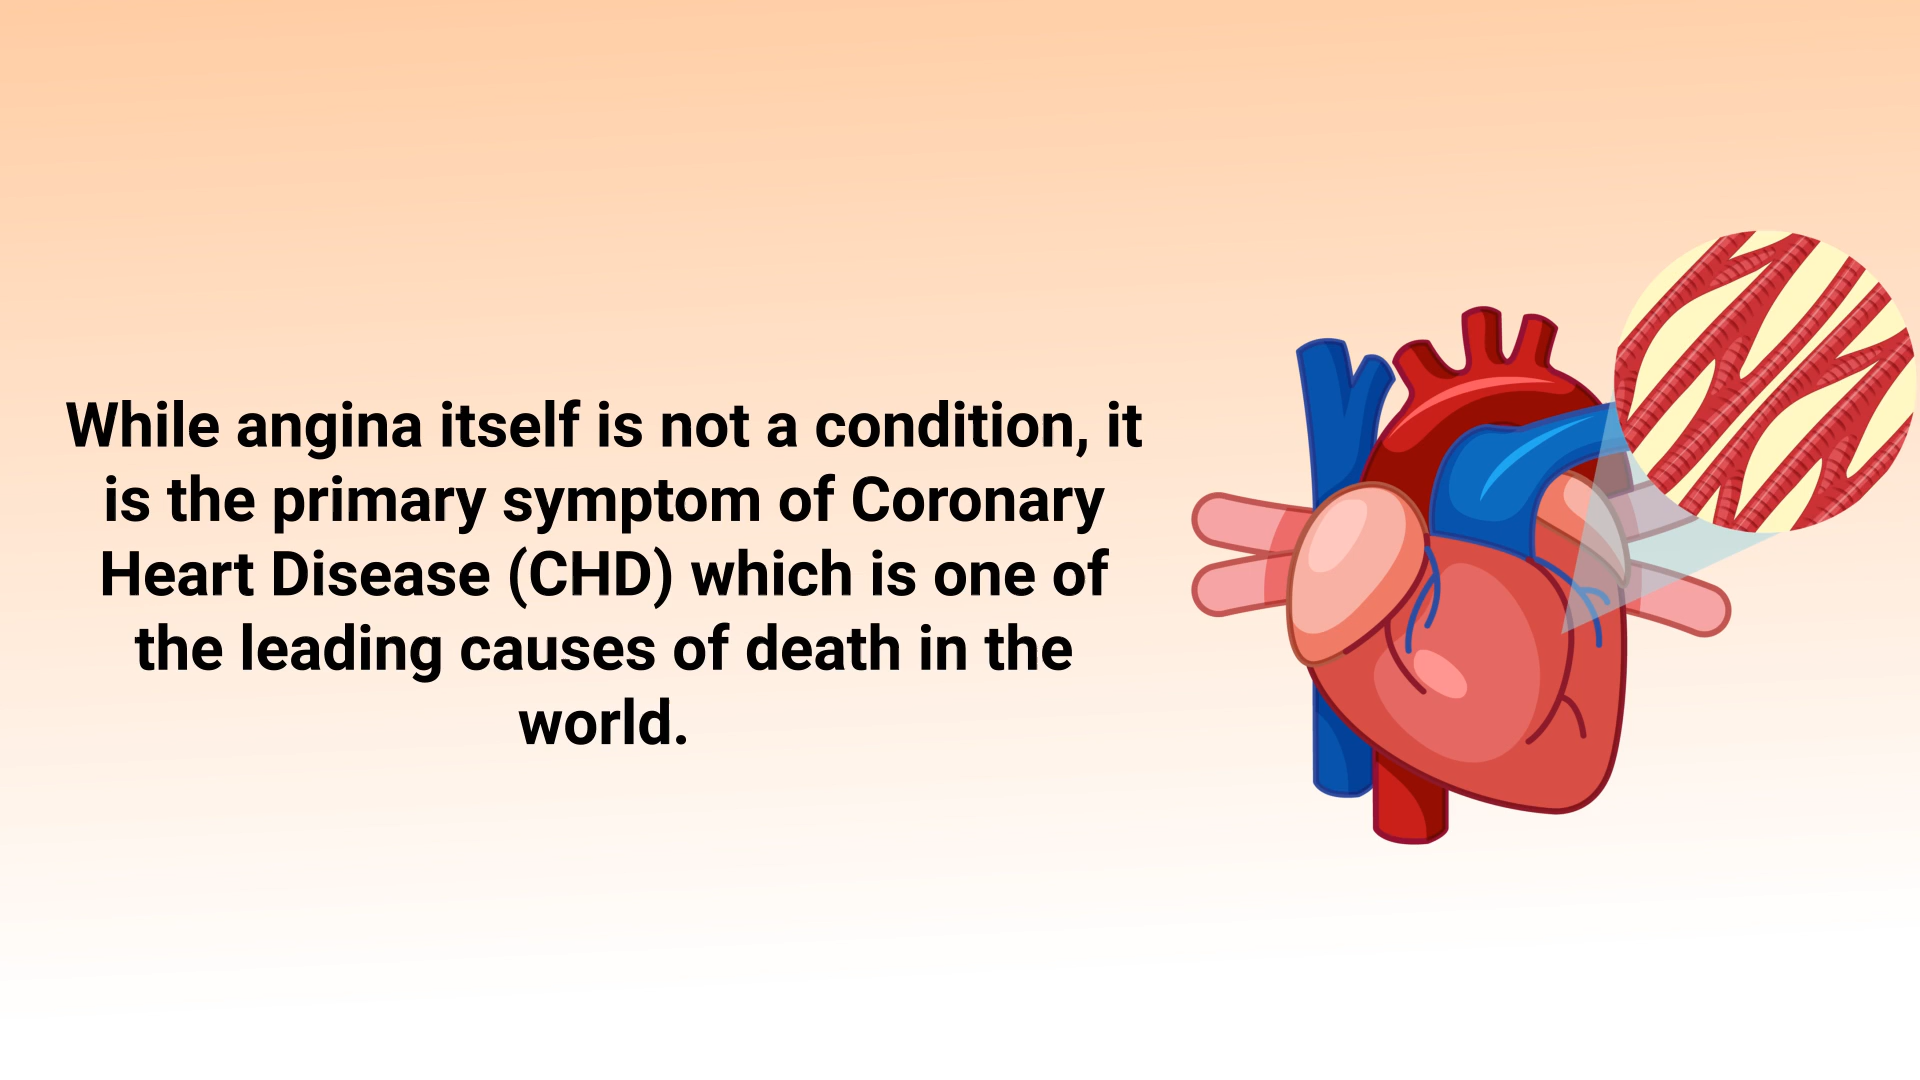 While angina itself is not a condition, it
is the primary symptom of Coronary
Heart Disease (CHD) which is one of
the leading causes of death in the
world.